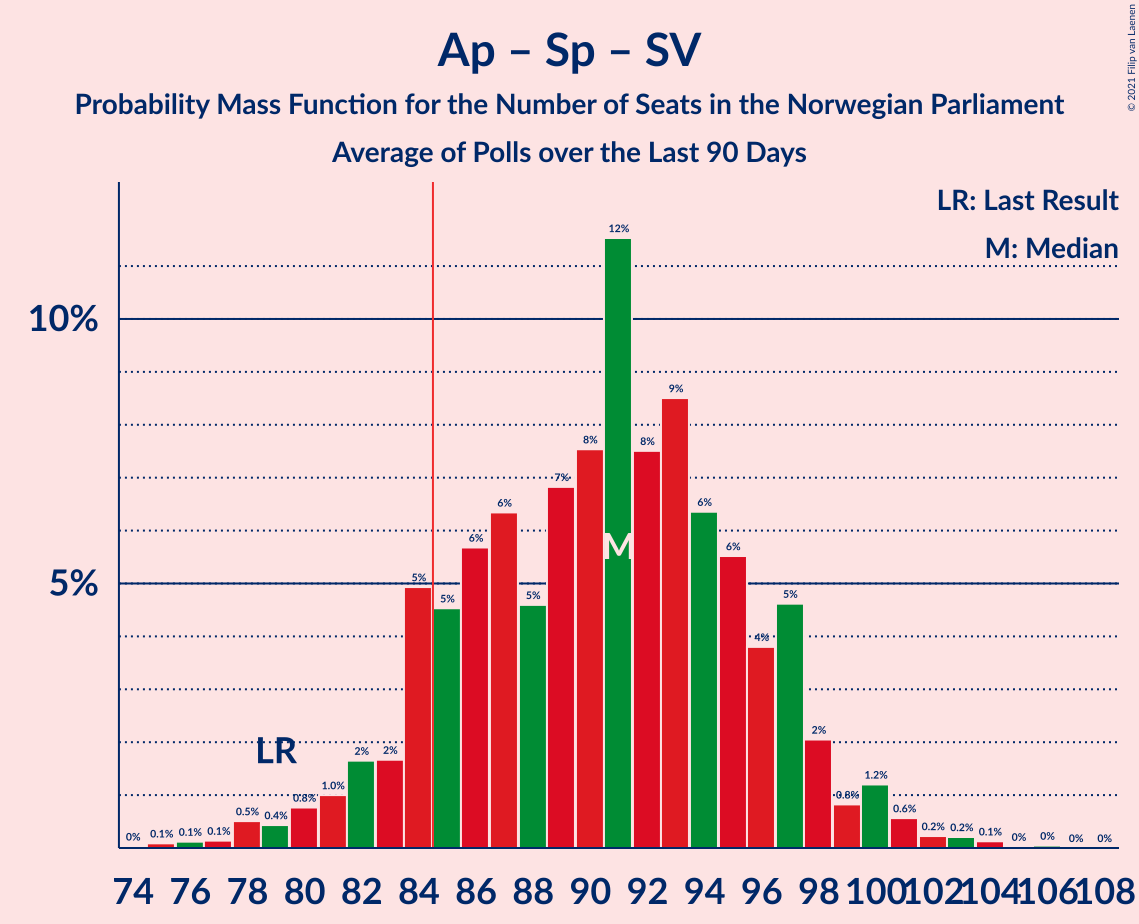 Ap – Sp – SV
Probability Mass Function for the Number of Seats in the Norwegian Parliament
Average of Polls over the Last 90 Days
© 2021 Filip van Laenen
LR: Last Result
M: Median
10%
5%
LR
M
0% 0.1% 0.1% 0.1% 0.5% 0.4% 0.8% 1.0% 2% 2% 5% 5% 6% 6% 5% 7% 8% 12% 8% 9% 6% 6% 4% 5% 2% 0.8% 1.2% 0.6% 0.2% 0.2% 0.1% 0% 0% 0% 0%
74 76 78 80 82 84 86 88 90 92 94 96 98 100 102 104 106 108